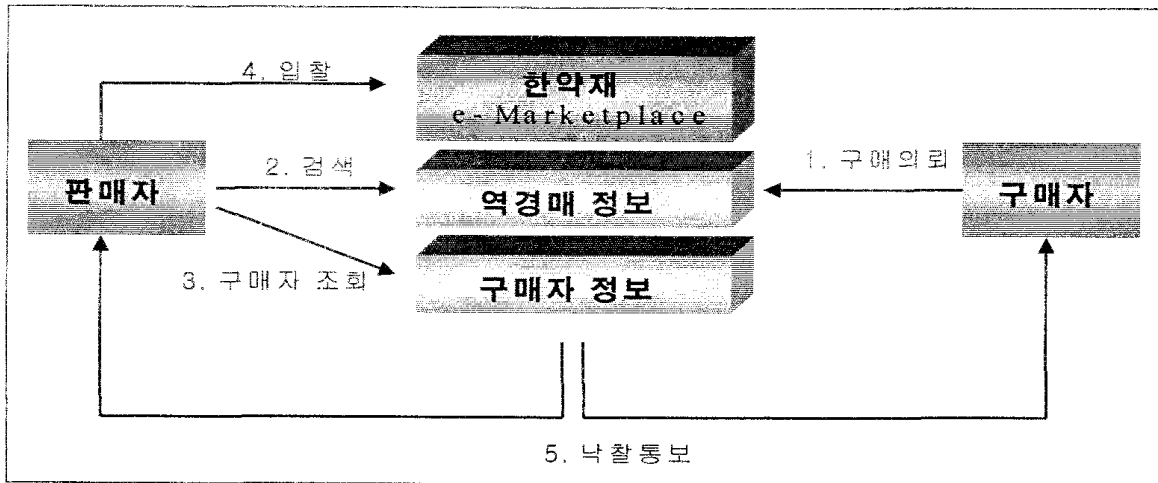 4. 입찰
한약재
e-Marketplace
판매자
2. 검색
역경매 정보
1. 구매의뢰
구매자
3. 구매자 조회
구매자 정보
5. 낙찰통보